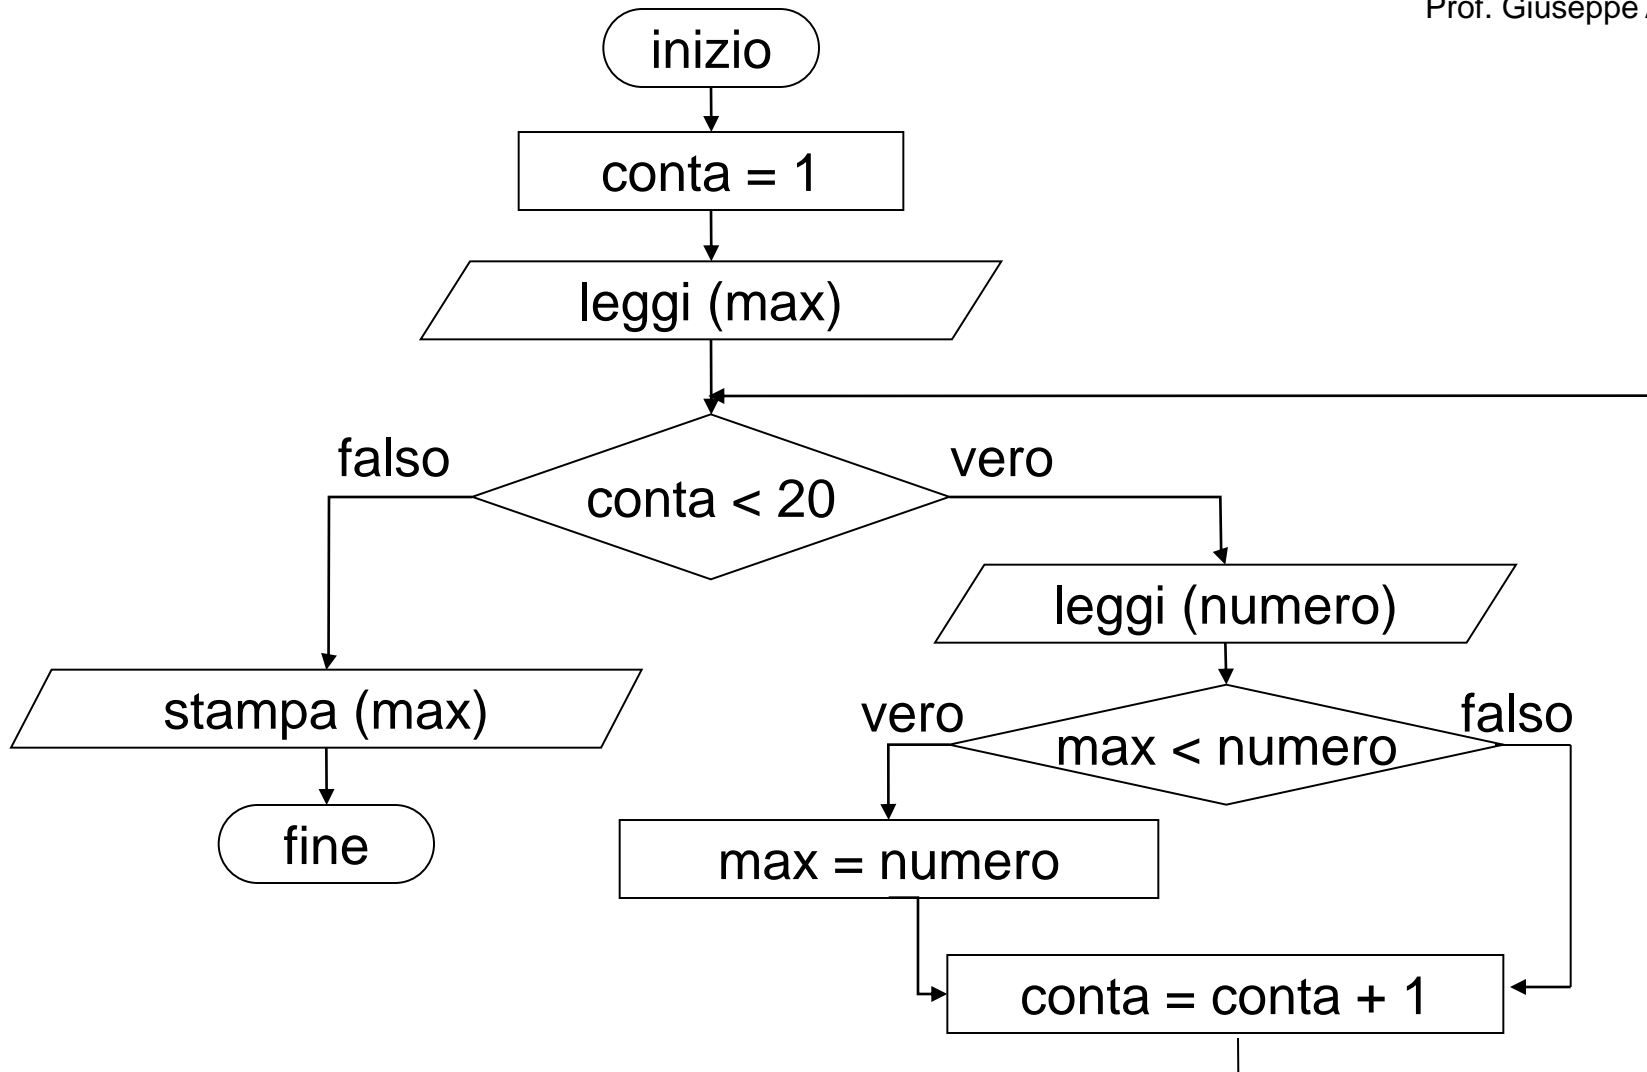 Prof. Giuseppe
inizio
conta = 1
leggi (max)
falso
vero
conta < 20
leggi (numero)
stampa (max)
vero
falso
max < numero
fine
max = numero
conta = conta + 1